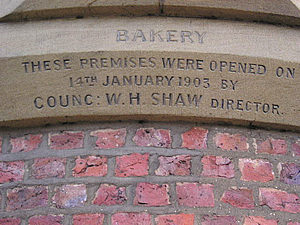 BAKERY
THESE PREMISES WERE OPENED ON
14TH JANUARY 1903 BY
COUNC: W. H. SHAW DIRECTOR.